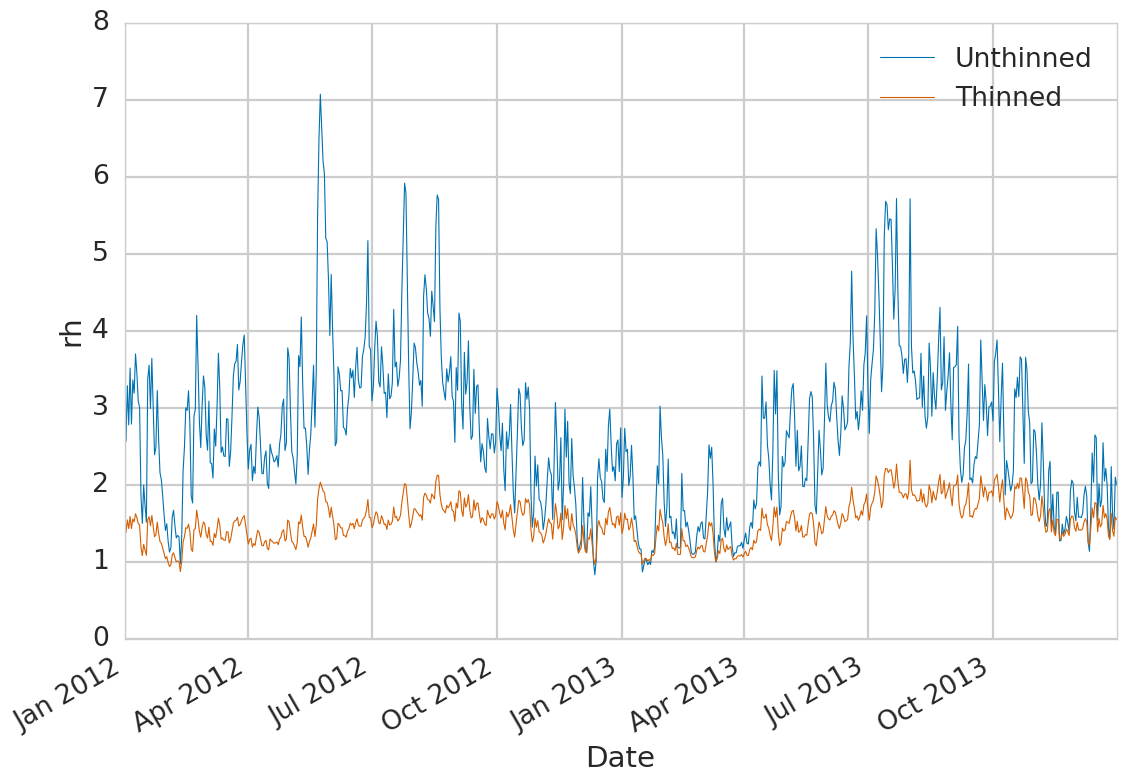 8
7
6
5
4
3
2
1
0
rh
Unthinned
Thinned
Jan 2012
Apr 2012
Jul 2012
Oct 2012
Jan 2013
Apr 2013
Jul 2013
Oct 2013
Date